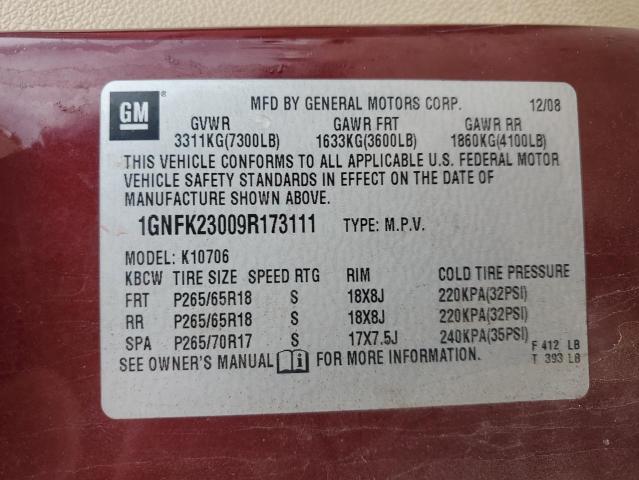 GM ®
MFD BY GENERAL MOTORS CORP. 12/08
GVWR GAWR FRT GAWR RR
3311KG(7300LB) 1633KG(3600LB) 1860KG(4100LB)
THIS VEHICLE CONFORMS TO ALL APPLICABLE U.S. FEDERAL MOTOR
VEHICLE SAFETY STANDARDS IN EFFECT ON THE DATE OF
MANUFACTURE SHOWN ABOVE.
1GNFK23009R173111 TYPE: M.P.V.
MODEL: K10706
KBCW TIRE SIZE SPEED RTG RIM COLD TIRE PRESSURE
FRT P265/65R18 S 18X8J 220KPA(32PSI)
RR P265/65R18 S 18X8J 220KPA(32PSI)
SPA P265/70R17 S 17X7.5J 240KPA(35PSI) F 412 LB
SEE OWNER'S MANUAL i FOR MORE INFORMATION. T 393 LB